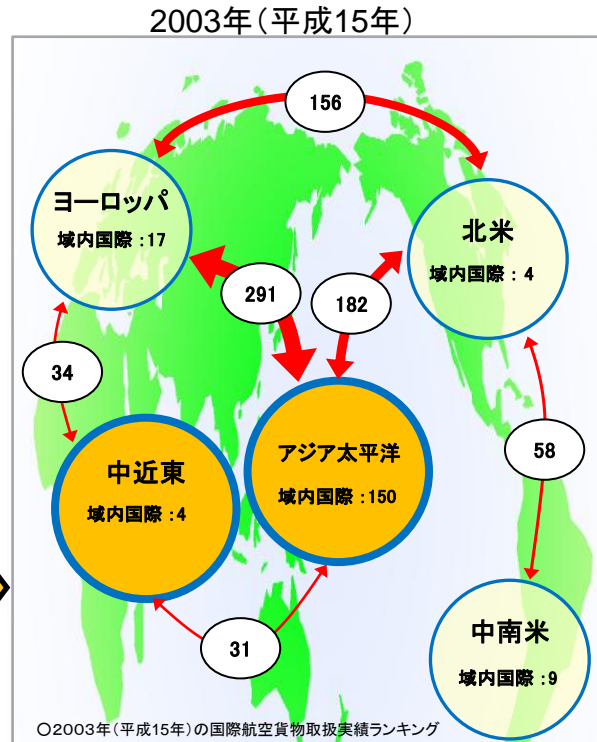 2003年(平成15年)
156
ヨーロッパ
域内国際：17
北米
域内国際：4
291
182
34
中近東
域内国際：4
アジア太平洋
域内国際：150
58
31
中南米
域内国際：9
○2003年(平成15年)の国際航空貨物取扱実績ランキング